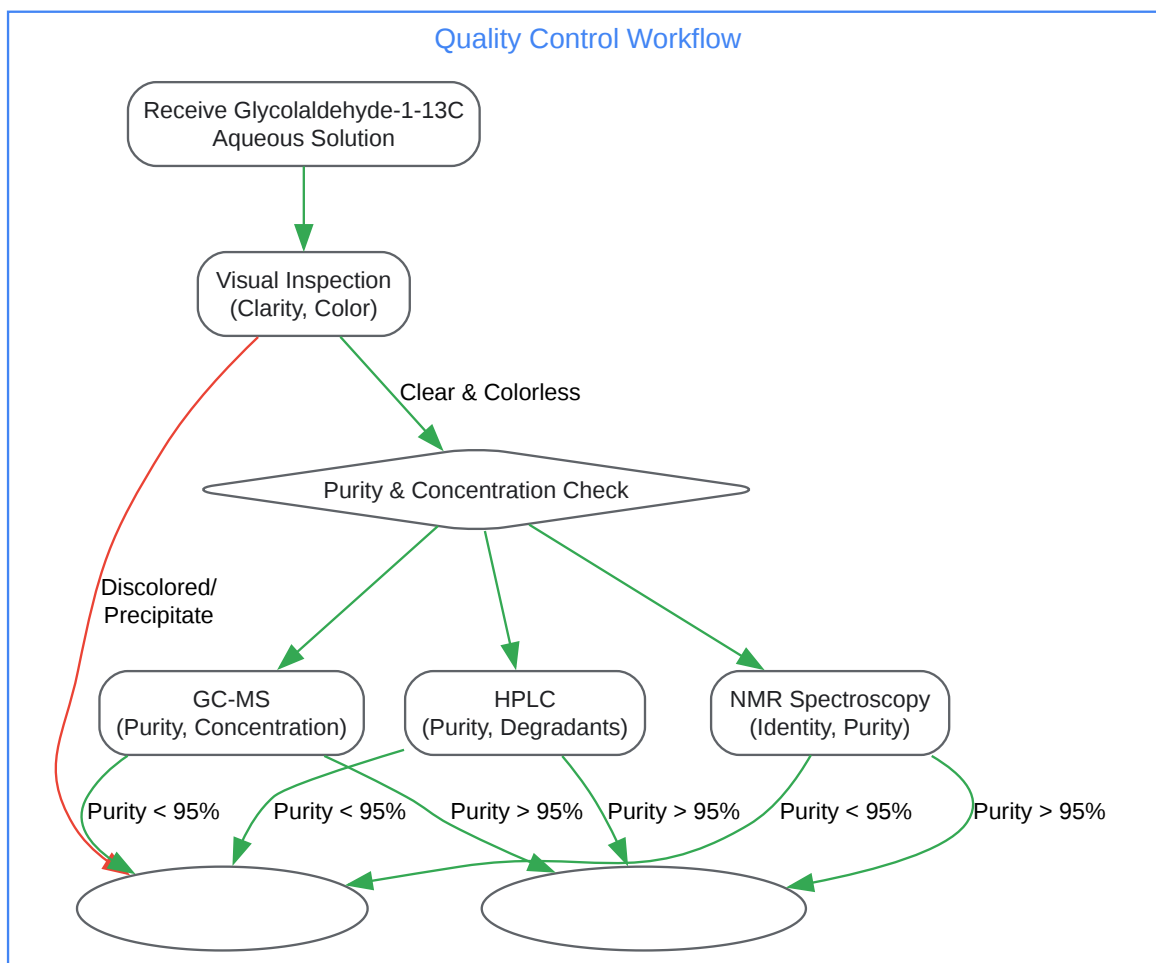 Quality Control Workflow
Receive Glycolaldehyde-1-13C
Aqueous Solution
Visual Inspection
(Clarity, Color)
Clear & Colorless
Purity & Concentration Check
Discolored/
Precipitate
GC-MS
(Purity, Concentration)
HPLC
(Purity, Degradants)
NMR Spectroscopy
(Identity, Purity)
Purity < 95%
Purity < 95%
Purity > 95%
Purity > 95%
Purity < 95%
Purity > 95%